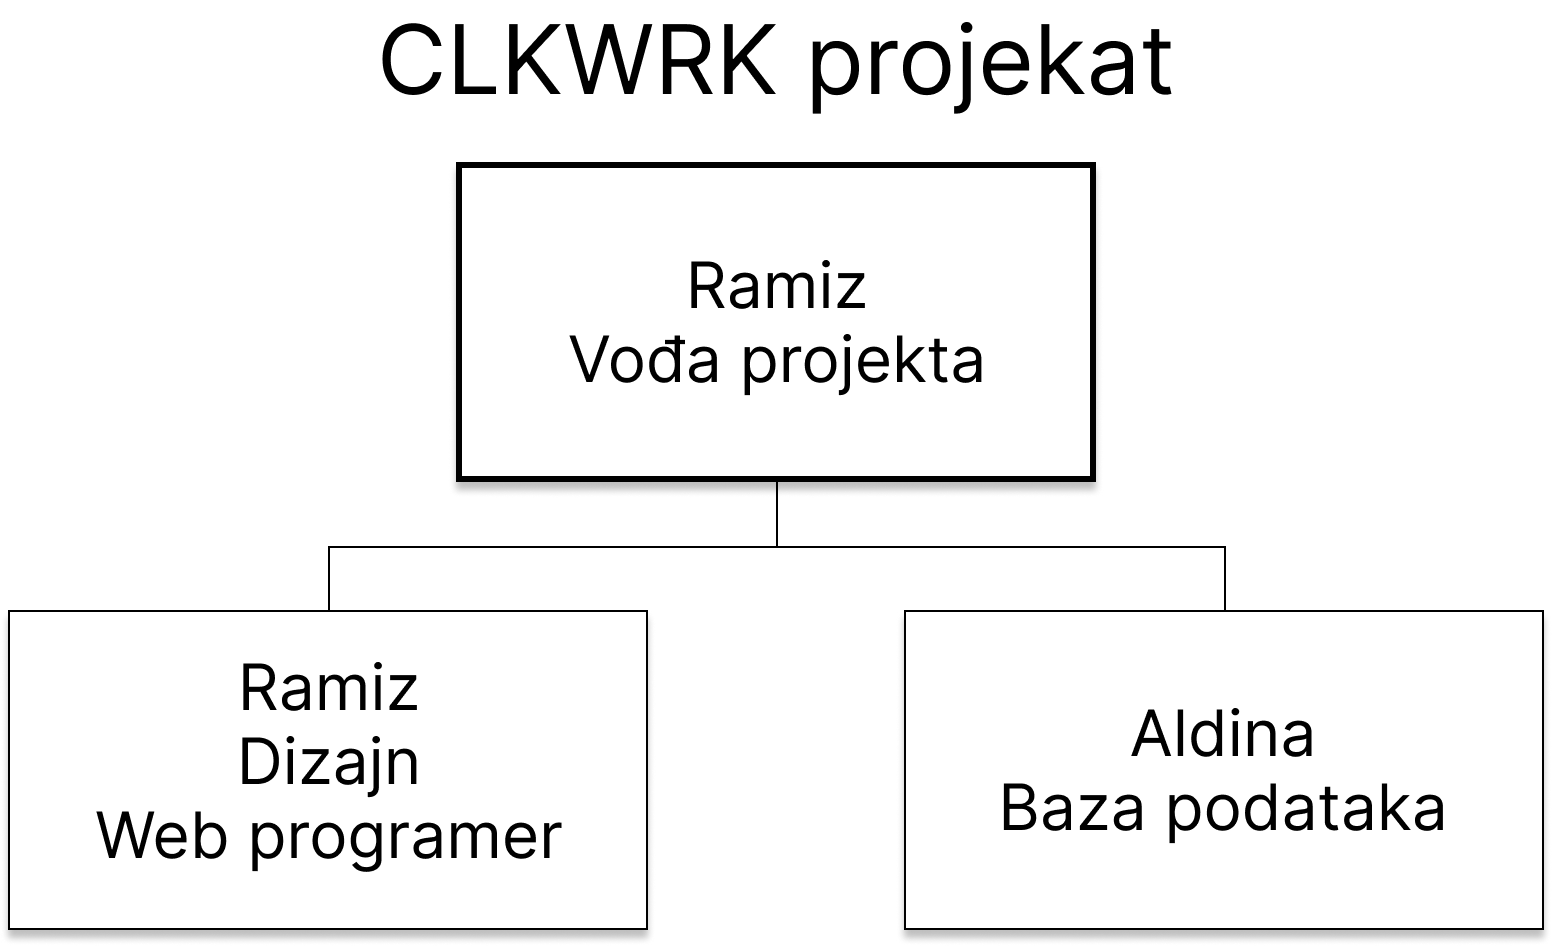 CLKWRK projekat
Ramiz
Vođa projekta
Ramiz
Dizajn
Web programer
Aldina
Baza podataka